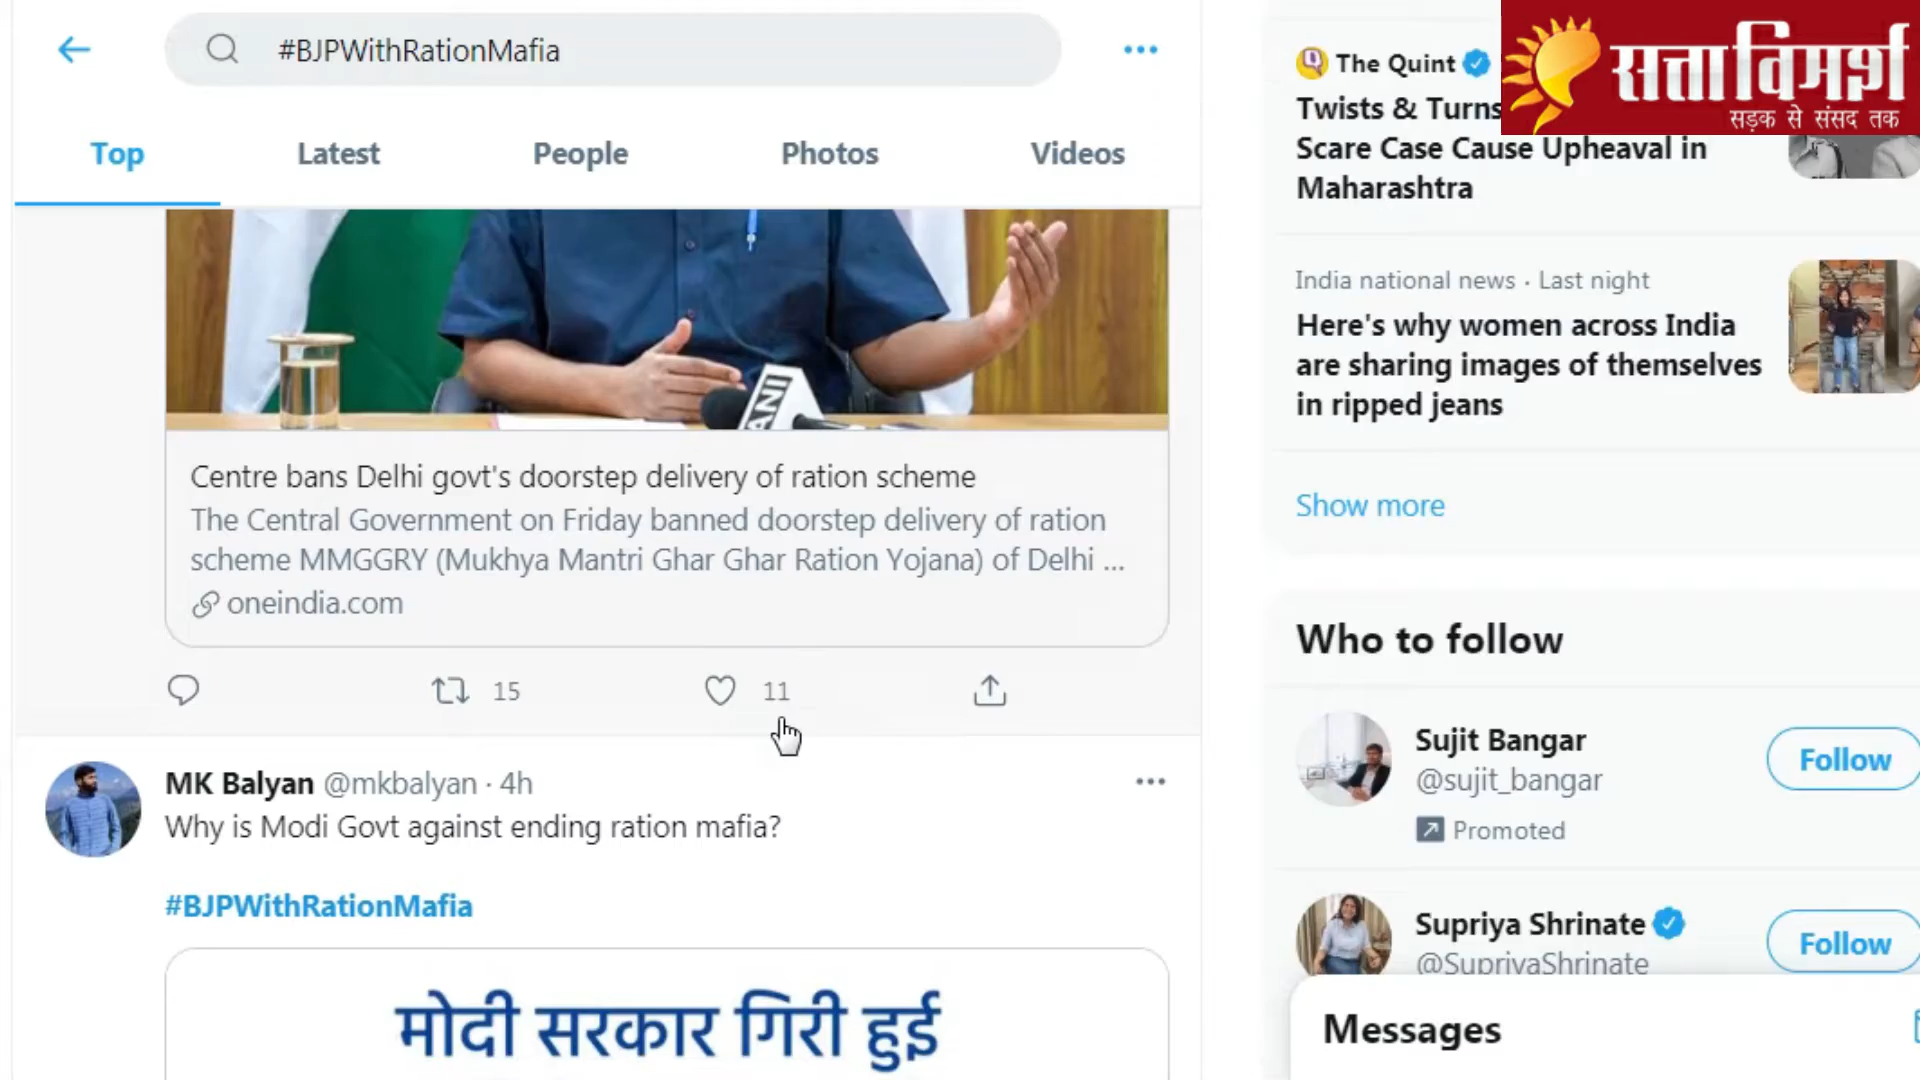 #BJPWithRationMafia
Top
Latest
People
Photos
Videos
ANI
Centre bans Delhi govt's doorstep delivery of ration scheme
The Central Government on Friday banned doorstep delivery of ration
scheme MMGGRY (Mukhya Mantri Ghar Ghar Ration Yojana) of Delhi ...
oneindia.com
15
11
MK Balyan @mkbalyan · 4h
Why is Modi Govt against ending ration mafia?
#BJPWithRationMafia
मोदी सरकार गिरी हुई
The Quint
Twists & Turns
Scare Case Cause Upheaval in
Maharashtra
India national news · Last night
Here's why women across India
are sharing images of themselves
in ripped jeans
Show more
Who to follow
Sujit Bangar
@sujit_bangar
Promoted
Follow
Supriya Shrinate
@SupriyaShrinate
Follow
Messages
सत्ता विमर्श
सड़क से संसद तक